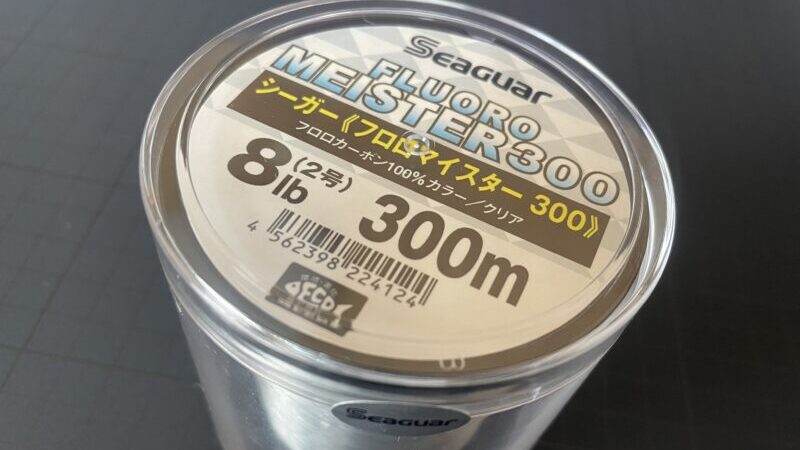 Seaguar
FLUORO
MEISTER300
シーガー《フロロマイスター 300》
フロロカーボン100%カラー／クリア
8lb (2号) 300m
4 562398 224124
Seaguar